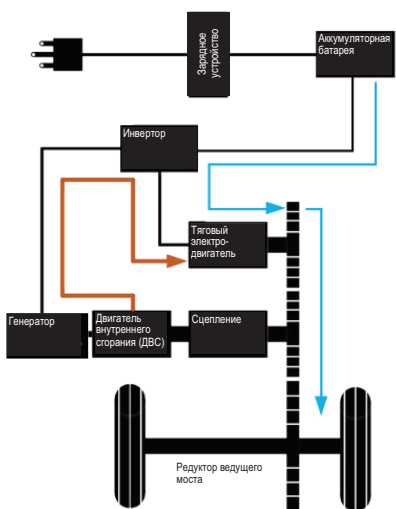 Зарядное
устройство
Аккумуляторная
батарея
Инвертор
Тяговый
электро-
двигатель
Генератор
Двигатель
внутреннего
сгорания (ДВС)
Сцепление
Редуктор ведущего
моста